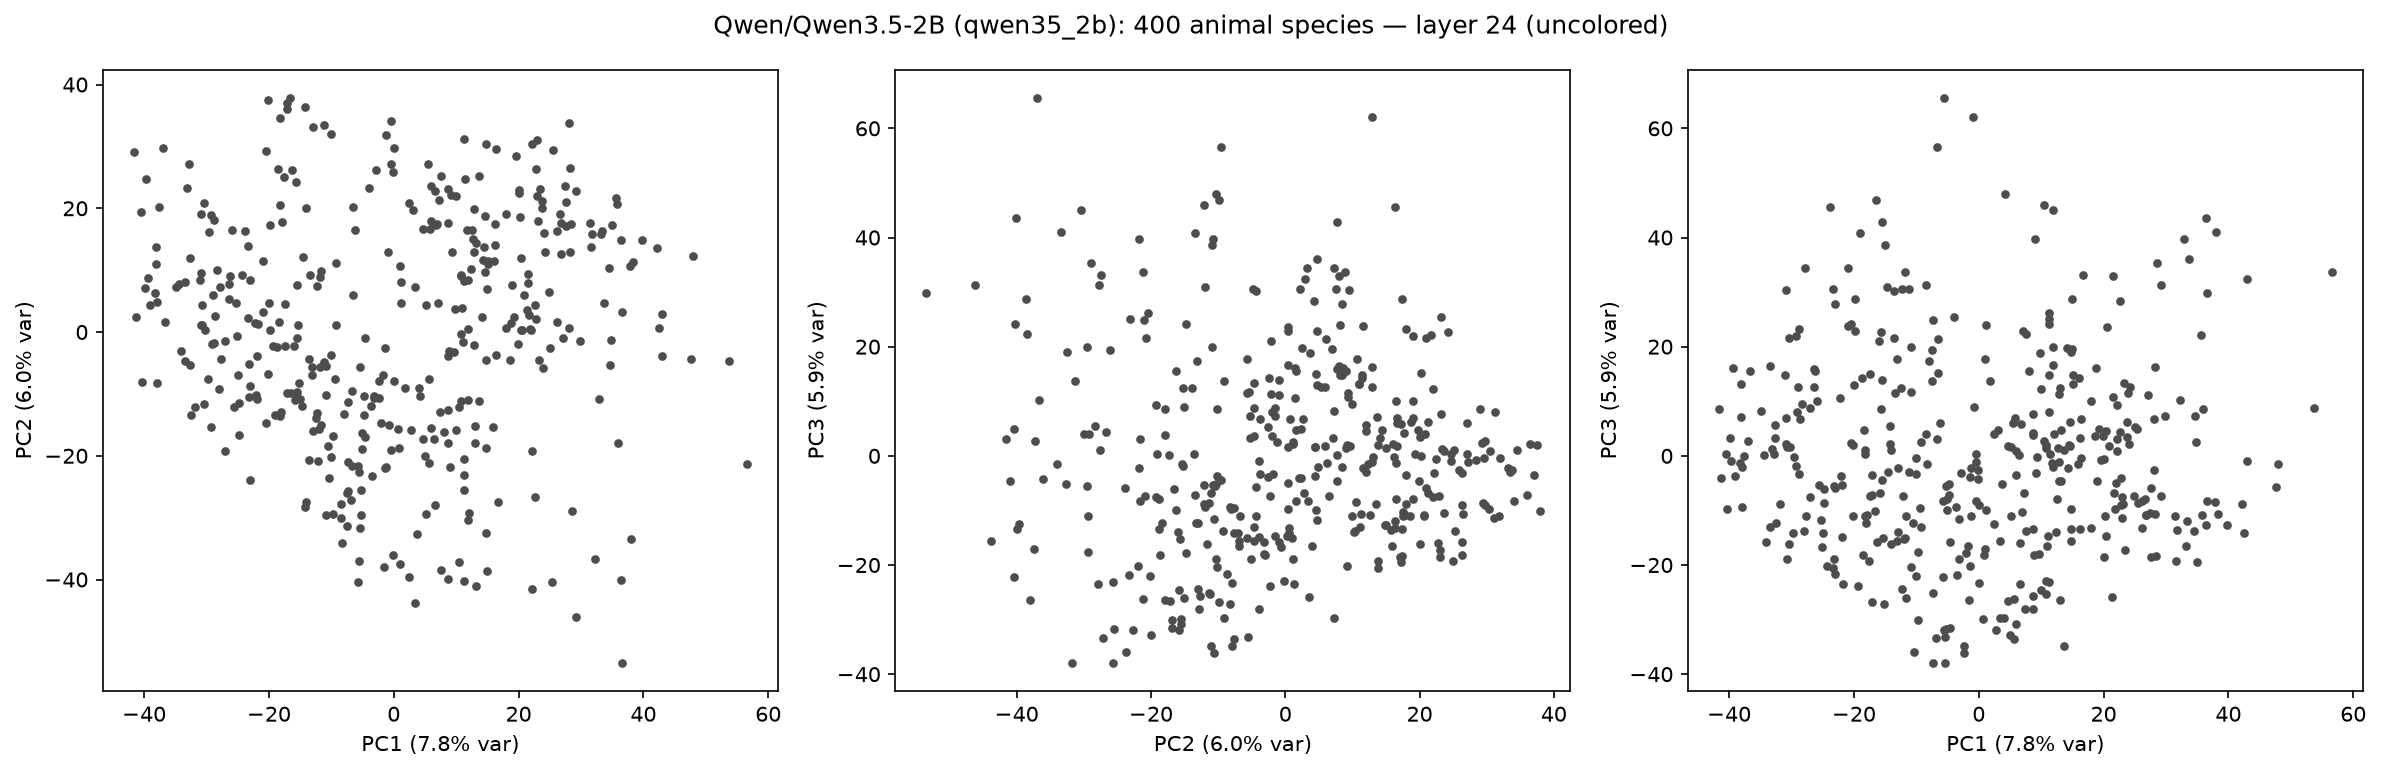 Qwen/Qwen3.5-2B (qwen35_2b): 400 animal species — layer 24 (uncolored)
40
20
0
−20
−40
PC2 (6.0% var)
−40 −20 0 20 40 60
PC1 (7.8% var)
60
40
20
0
−20
−40
PC3 (5.9% var)
−40 −20 0 20 40
PC2 (6.0% var)
60
40
20
0
−20
−40
PC3 (5.9% var)
−40 −20 0 20 40 60
PC1 (7.8% var)